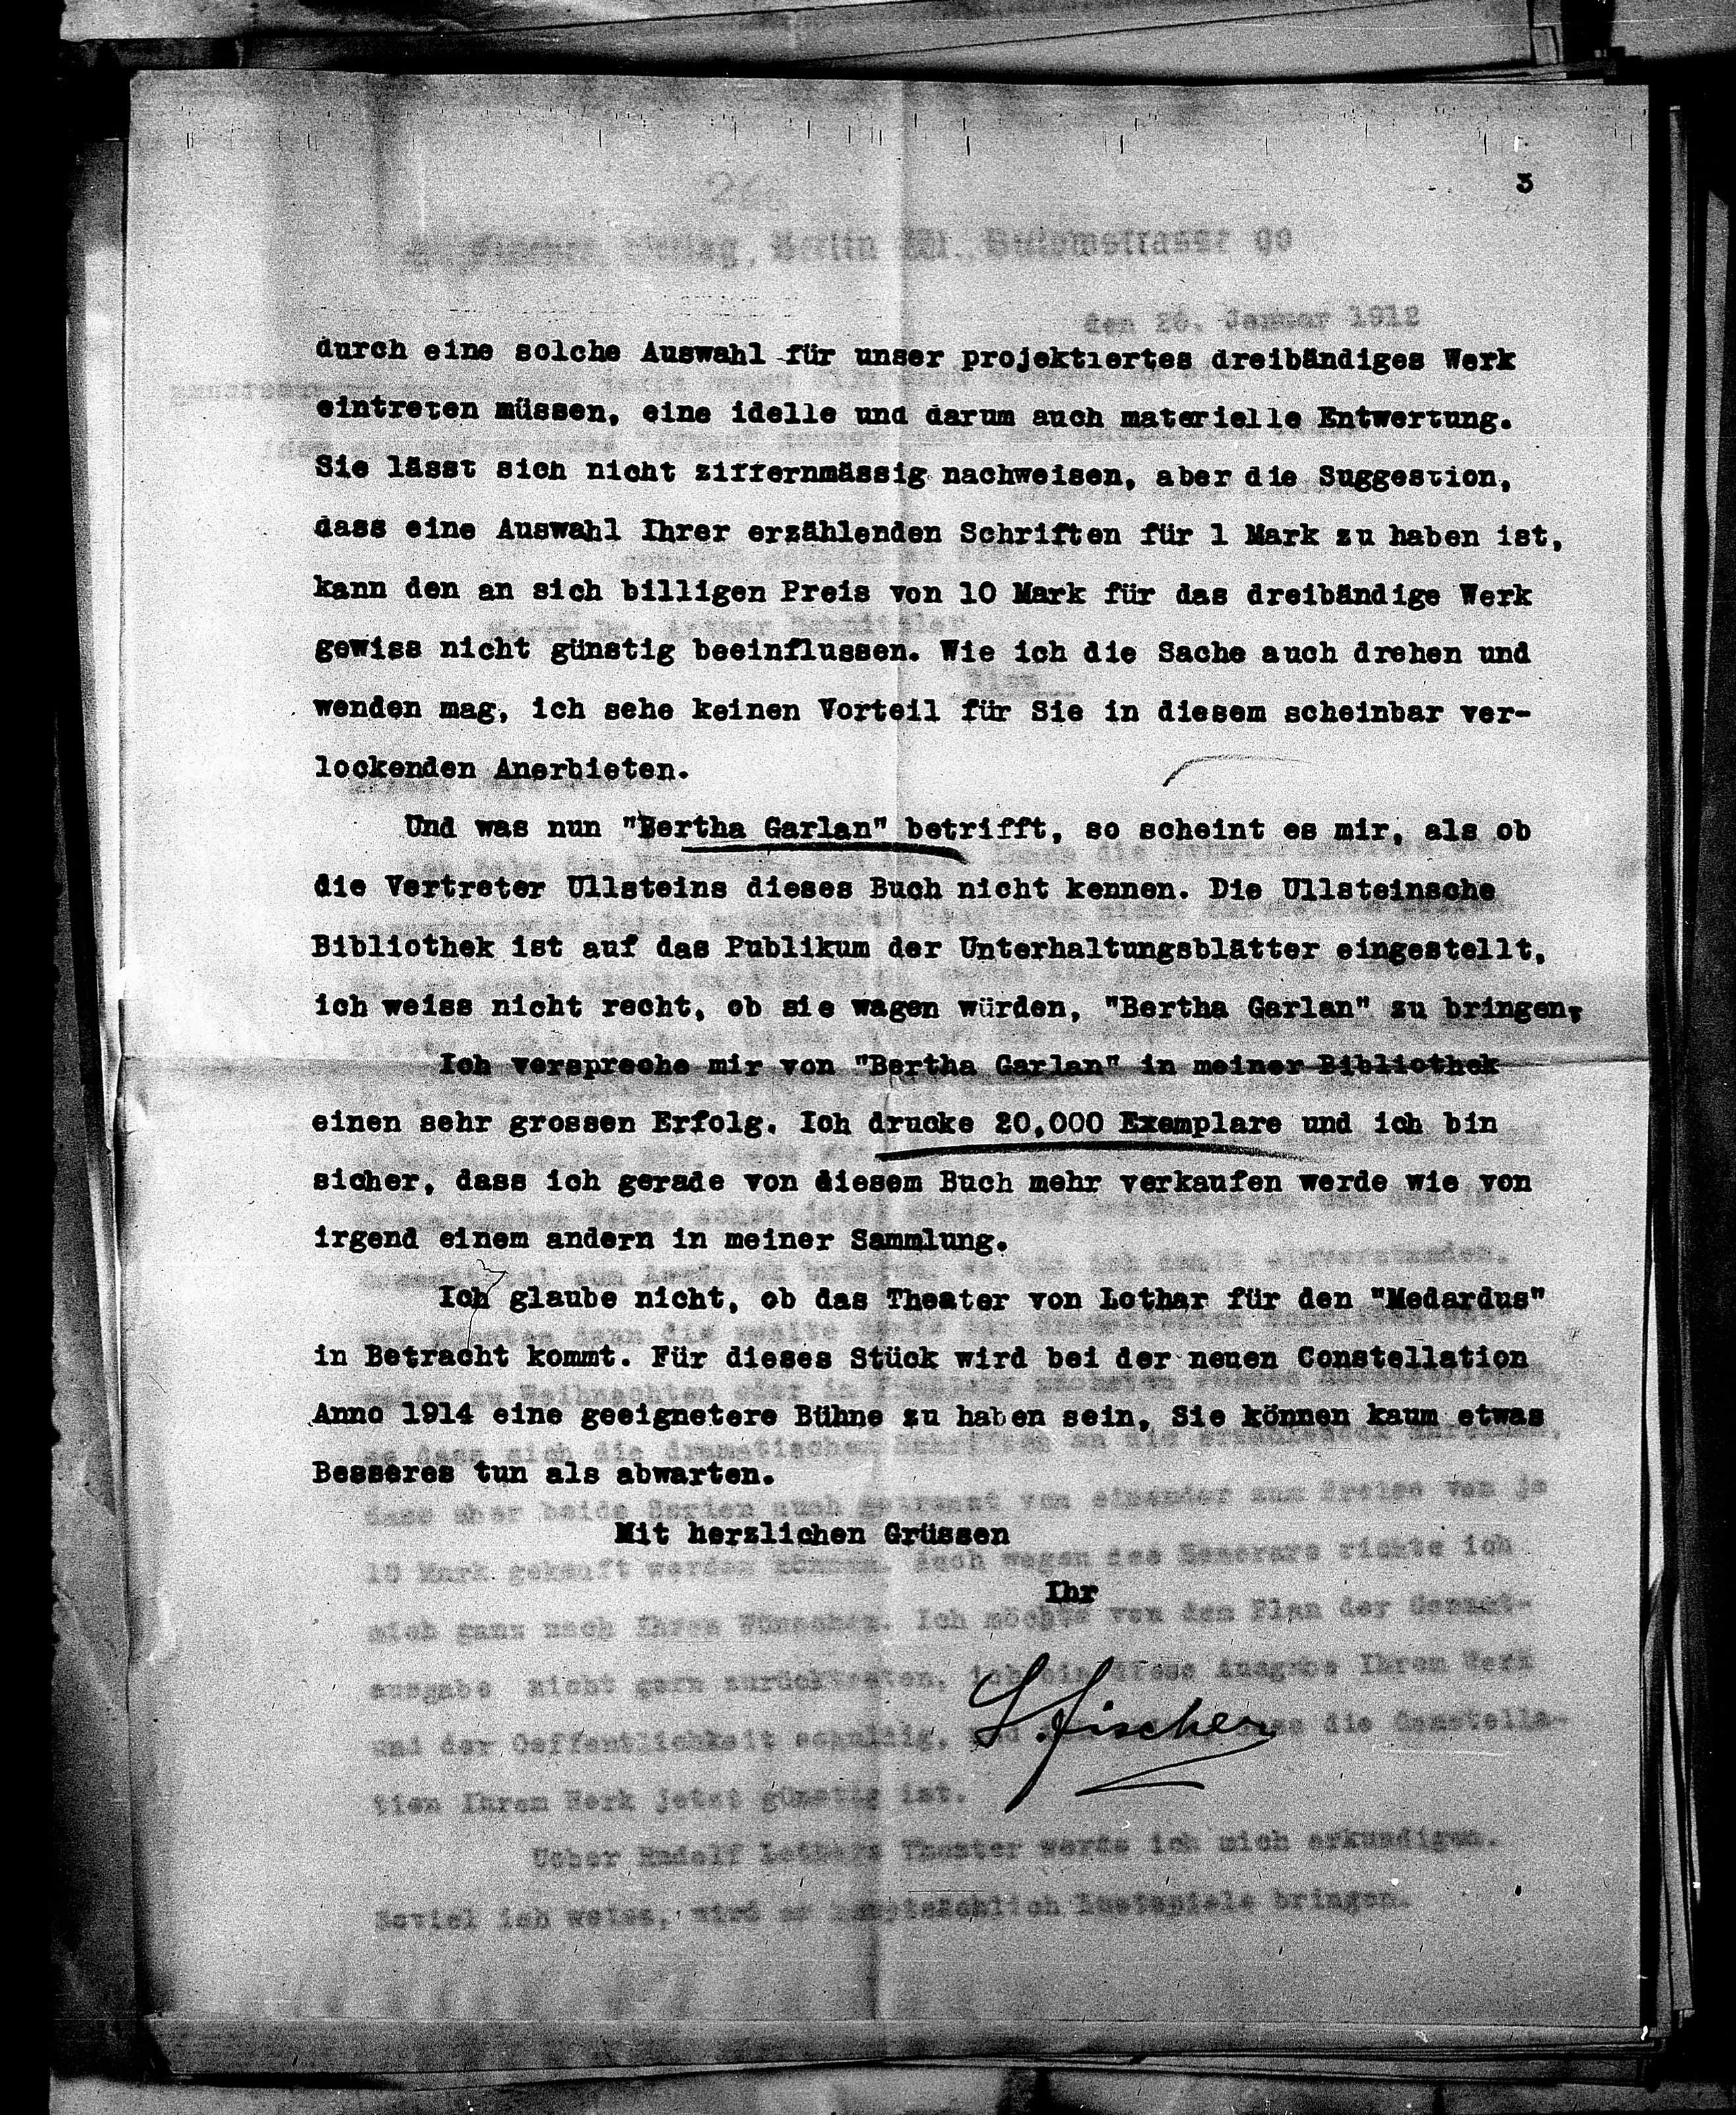 3
durch eine solche Auswahl für unser projektiertes dreibändiges Werk
eintreten müssen, eine idelle und darum auch materielle Entwertung.
Sie lässt sich nicht ziffernmässig nachweisen, aber die Suggestion,
dass eine Auswahl Ihrer erzählenden Schriften für 1 Mark zu haben ist,
kann den an sich billigen Preis von 10 Mark für das dreibändige Werk
gewiss nicht günstig beeinflussen. Wie ich die Sache auch drehen und
wenden mag, ich sehe keinen Vorteil für Sie in diesem scheinbar ver-
lockenden Anerbieten.
Und was nun "Bertha Garlan" betrifft, so scheint es mir, als ob
die Vertreter Ullsteins dieses Buch nicht kennen. Die Ullsteinsche
Bibliothek ist auf das Publikum der Unterhaltungsblätter eingestellt,
ich weiss nicht recht, ob sie wagen würden, "Bertha Garlan" zu bringen,
Ich verspreche mir von "Bertha Garlan" in meiner Bibliothek
einen sehr grossen Erfolg. Ich drucke 20,000 Exemplare und ich bin
sicher, dass ich gerade von diesem Buch mehr verkaufen werde wie von
irgend einem andern in meiner Sammlung.
Ich glaube nicht, ob das Theater von Lothar für den "Medardus"
in Betracht kommt. Für dieses Stück wird bei der neuen Constellation
Anno 1914 eine geeignetere Bühne zu haben sein, Sie können kaum etwas
Besseres tun als abwarten.
Mit herzlichen Grüssen
Ihr
S. Fischer